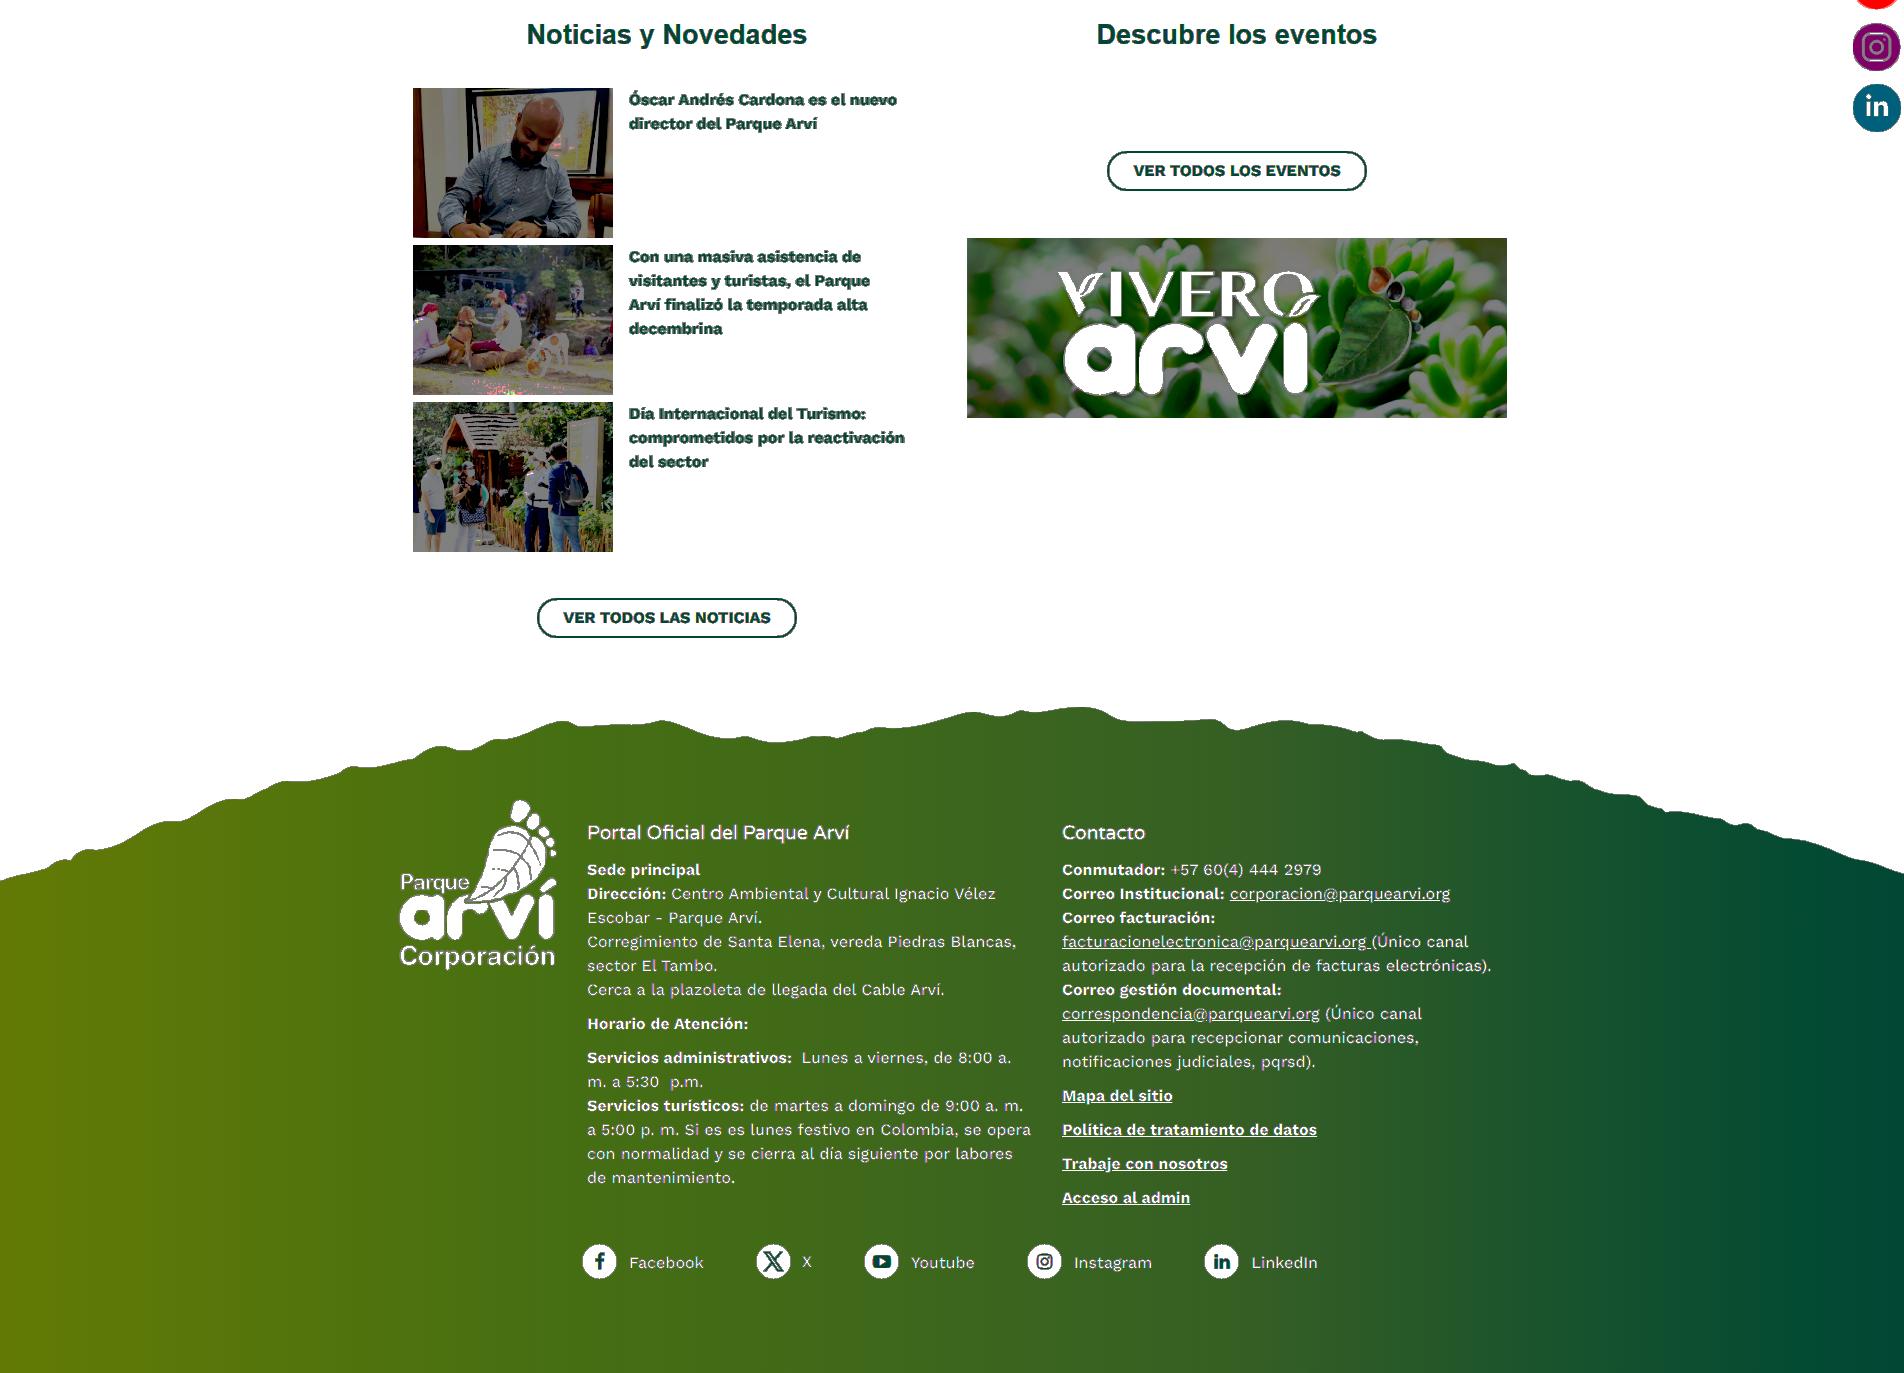 Noticias y Novedades
Óscar Andrés Cardona es el nuevo
director del Parque Arví
Con una masiva asistencia de
visitantes y turistas, el Parque
Arví finalizó la temporada alta
decembrina
Día Internacional del Turismo:
comprometidos por la reactivación
del sector
VER TODOS LAS NOTICIAS
Descubre los eventos
VER TODOS LOS EVENTOS
VIVERO
arví
in
Parque
arví
Corporación
Portal Oficial del Parque Arví
Sede principal
Dirección: Centro Ambiental y Cultural Ignacio Vélez
Escobar - Parque Arví.
Corregimiento de Santa Elena, vereda Piedras Blancas,
sector El Tambo.
Cerca a la plazoleta de llegada del Cable Arví.
Horario de Atención:
Servicios administrativos:  Lunes a viernes, de 8:00 a.
m. a 5:30  p.m.
Servicios turísticos: de martes a domingo de 9:00 a. m.
a 5:00 p. m. Si es es lunes festivo en Colombia, se opera
con normalidad y se cierra al día siguiente por labores
de mantenimiento.
Contacto
Conmutador: +57 60(4) 444 2979
Correo Institucional: corporacion@parquearvi.org
Correo facturación:
facturacionelectronica@parquearvi.org (Único canal
autorizado para la recepción de facturas electrónicas).
Correo gestión documental:
correspondencia@parquearvi.org (Único canal
autorizado para recepcionar comunicaciones,
notificaciones judiciales, pqrsd).
Mapa del sitio
Política de tratamiento de datos
Trabaje con nosotros
Acceso al admin
Facebook
X
Youtube
Instagram
in LinkedIn